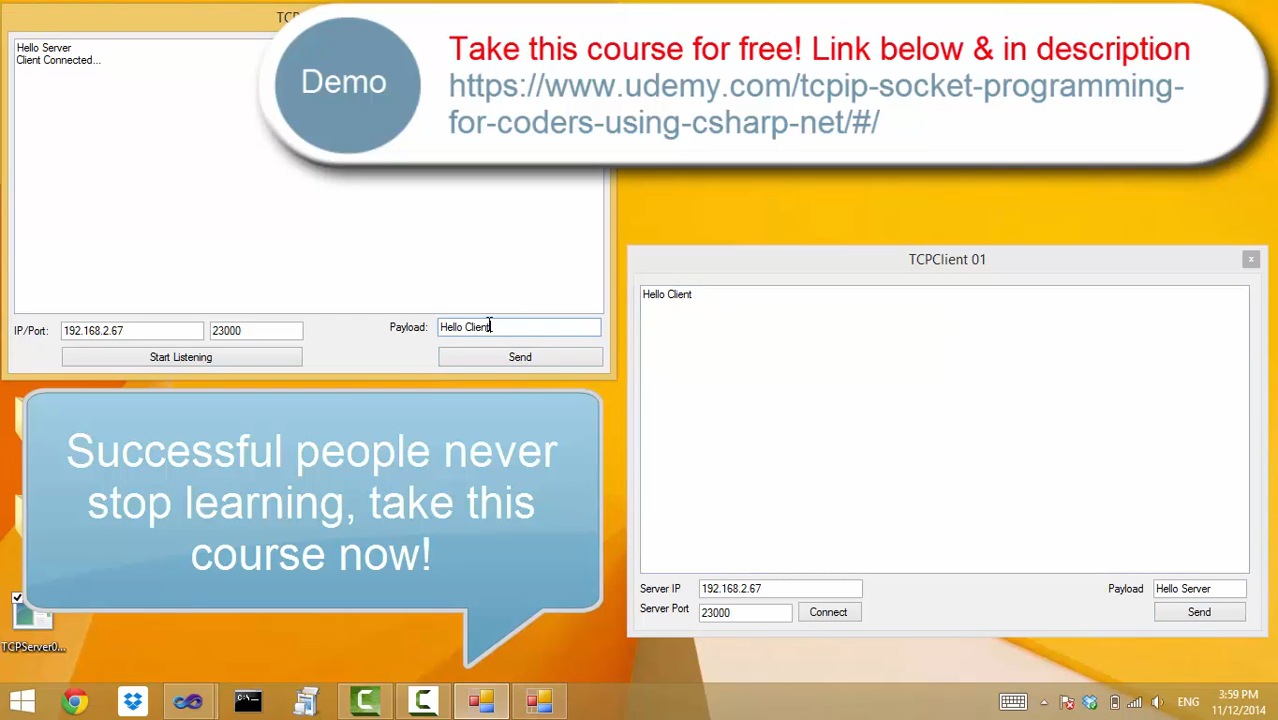 TC
Hello Server
Client Connected...
Demo
Take this course for free! Link below & in description
https://www.udemy.com/tcpip-socket-programming-
for-coders-using-csharp-net/#/
IP/Port: 192.168.2.67 23000 Payload: Hello Client
Start Listening Send
TCPClient 01
x
Hello Client
Server IP 192.168.2.67 Payload Hello Server
Server Port 23000 Connect Send
Successful people never
stop learning, take this
course now!
TCPServer0...
C:\
C
C
ENG
3:59 PM
11/12/2014